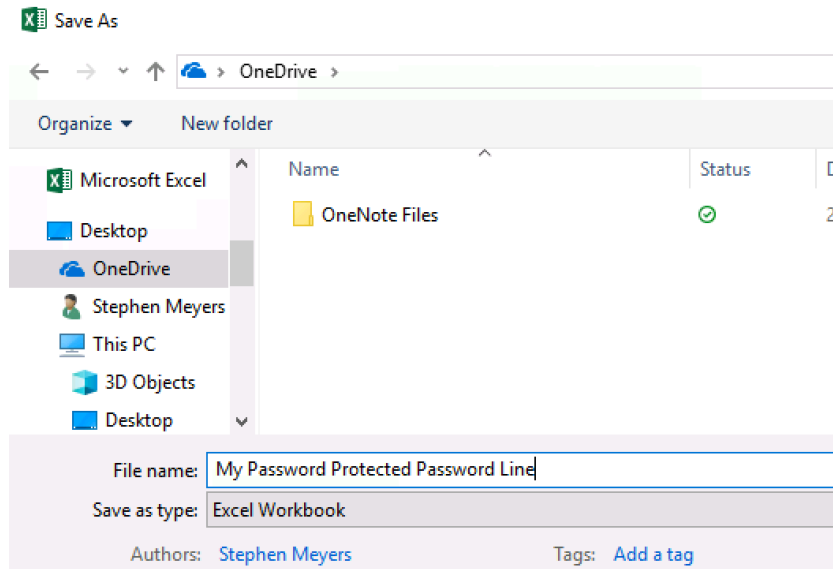 Save As
OneDrive
Organize New folder
Name Status D
Microsoft Excel
OneNote Files 2
Desktop
OneDrive
Stephen Meyers
This PC
3D Objects
Desktop
File name: My Password Protected Password Line
Save as type: Excel Workbook
Authors: Stephen Meyers Tags: Add a tag